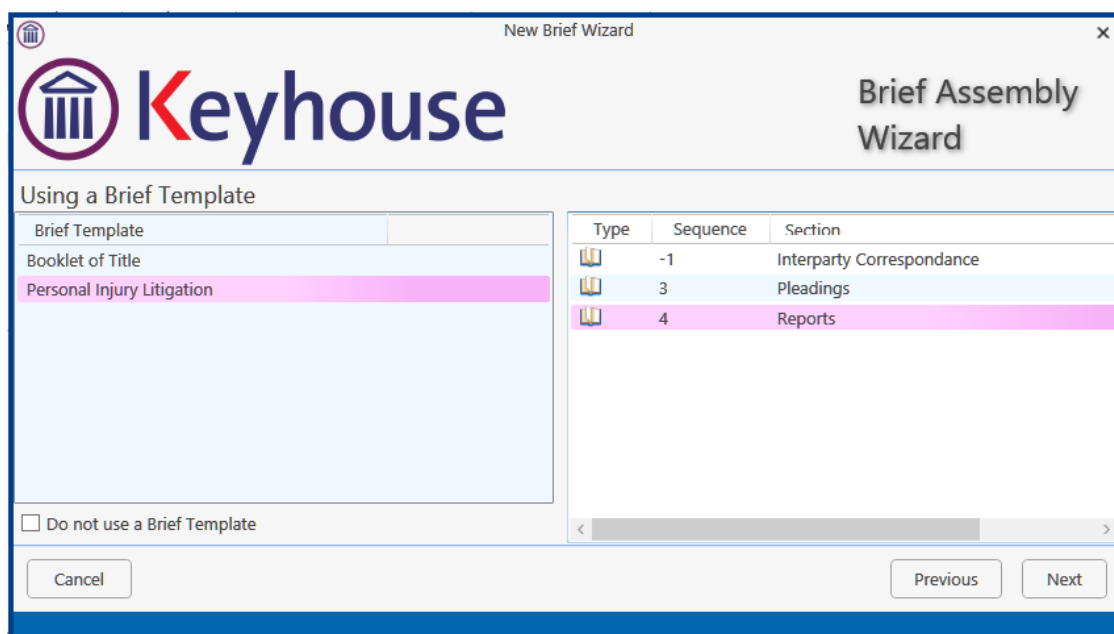 New Brief Wizard
Keyhouse
Brief Assembly
Wizard
Using a Brief Template
Brief Template
Booklet of Title
Personal Injury Litigation
Do not use a Brief Template
Type Sequence Section
-1 Interparty Correspondance
3 Pleadings
4 Reports
Cancel Previous Next